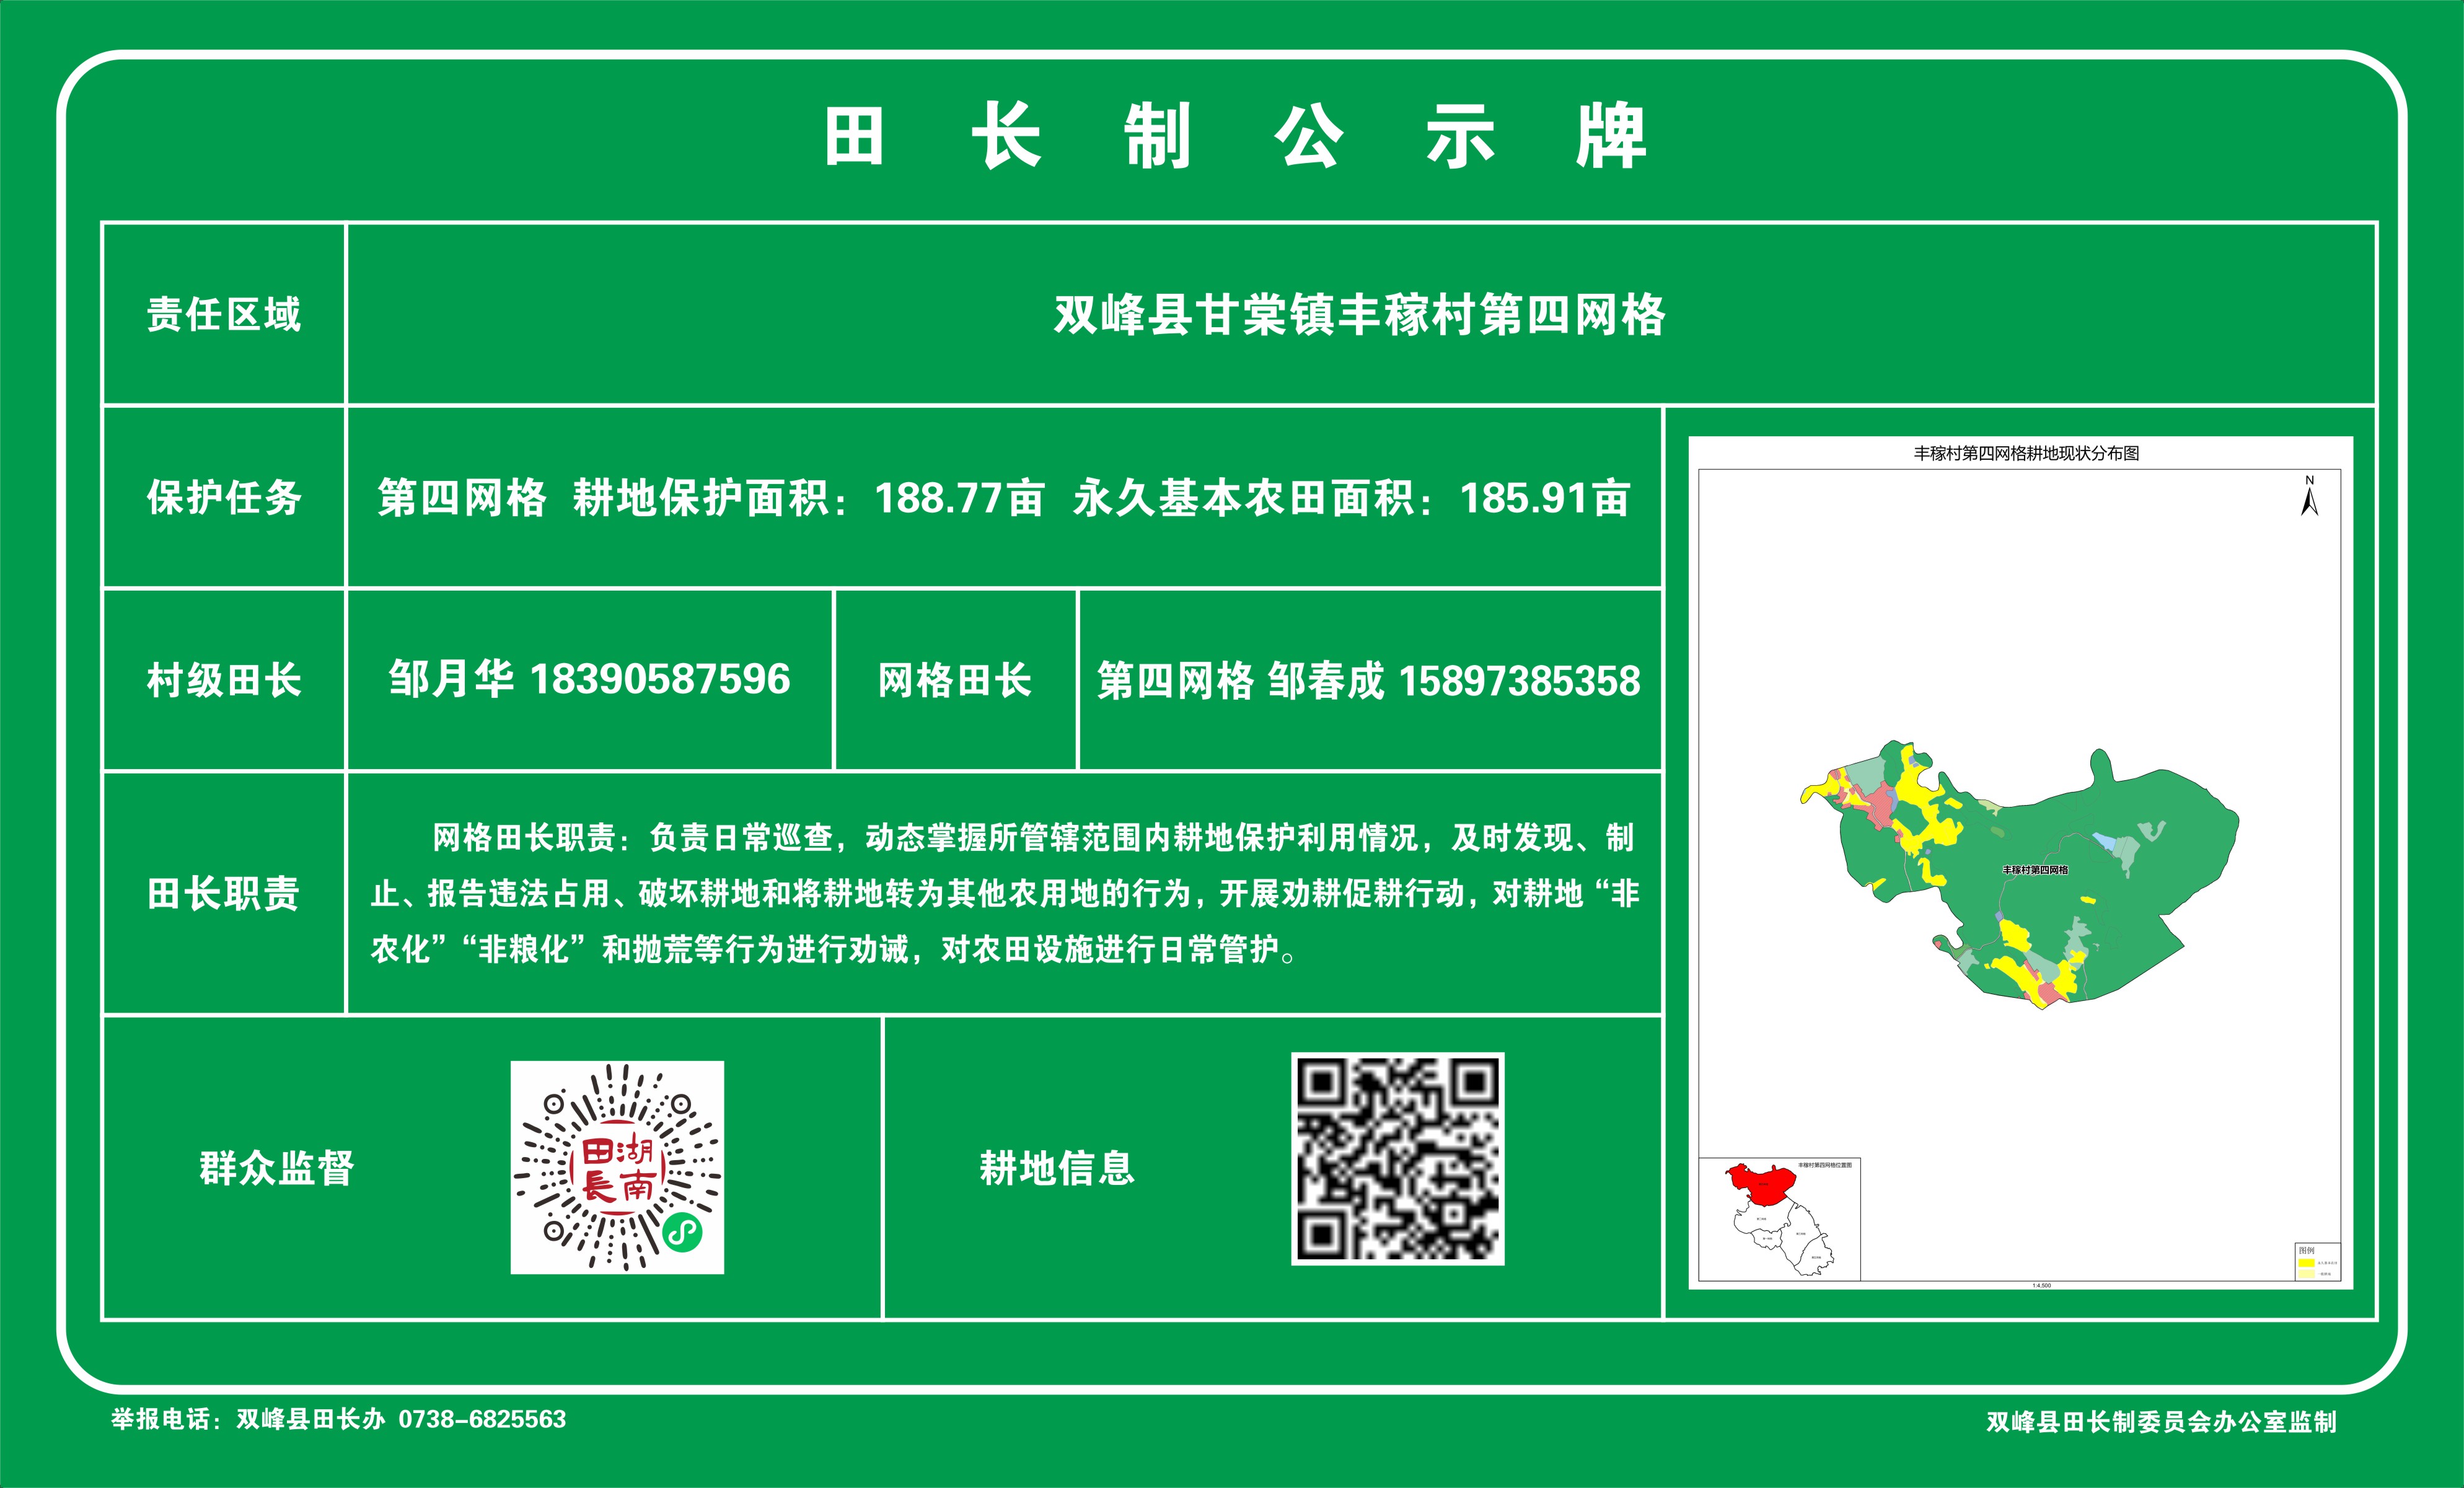 田长制公示牌
责任区域
双峰县甘棠镇丰稼村第四网格
保护任务
第四网格 耕地保护面积：188.77亩 永久基本农田面积：185.91亩
村级田长
邹月华 18390587596
网格田长
第四网格 邹春成 15897385358
田长职责
网格田长职责：负责日常巡查，动态掌握所管辖范围内耕地保护利用情况，及时发现、制
止、报告违法占用、破坏耕地和将耕地转为其他农用地的行为，开展劝耕促耕行动，对耕地“非
农化”“非粮化”和抛荒等行为进行劝诫，对农田设施进行日常管护。
群众监督
湖南
田長
耕地信息
丰稼村第四网格耕地现状分布图
N
丰稼村第四网格
丰稼村第四网格位置图
图例
1:4,500
举报电话：双峰县田长办 0738-6825563
双峰县田长制委员会办公室监制